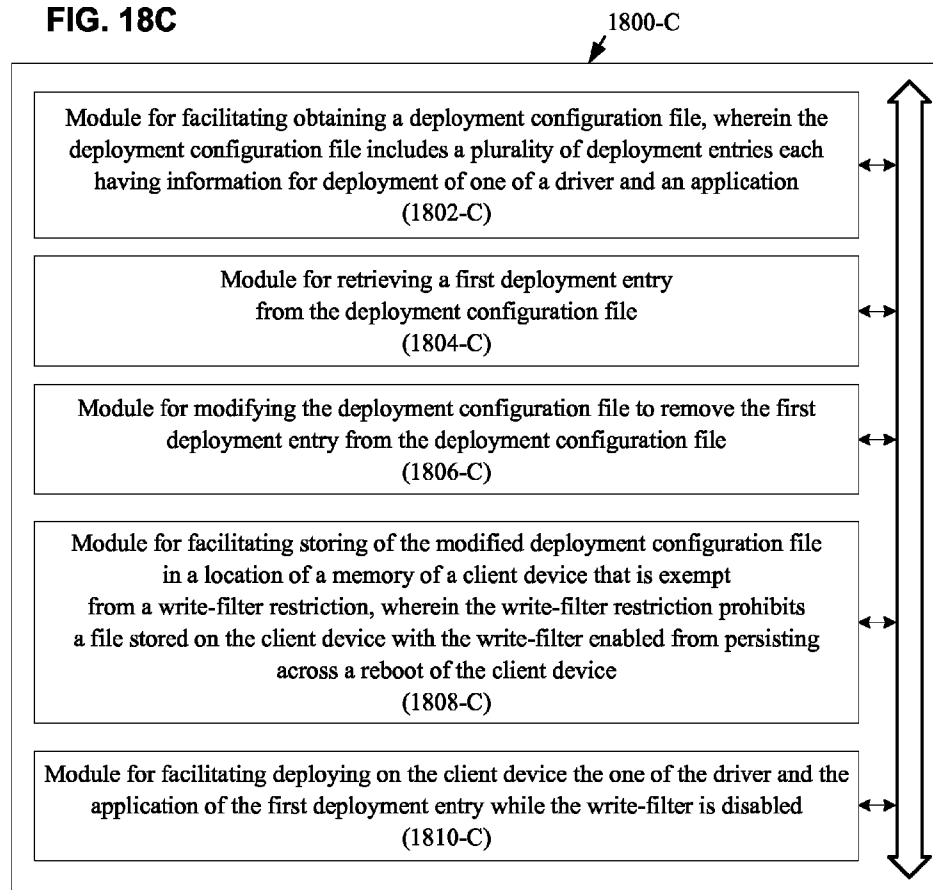 FIG. 18C
1800-C
Module for facilitating obtaining a deployment configuration file, wherein the
deployment configuration file includes a plurality of deployment entries each
having information for deployment of one of a driver and an application
(1802-C)
Module for retrieving a first deployment entry
from the deployment configuration file
(1804-C)
Module for modifying the deployment configuration file to remove the first
deployment entry from the deployment configuration file
(1806-C)
Module for facilitating storing of the modified deployment configuration file
in a location of a memory of a client device that is exempt
from a write-filter restriction, wherein the write-filter restriction prohibits
a file stored on the client device with the write-filter enabled from persisting
across a reboot of the client device
(1808-C)
Module for facilitating deploying on the client device the one of the driver and the
application of the first deployment entry while the write-filter is disabled
(1810-C)